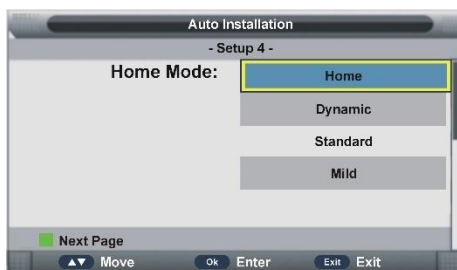 Auto Installation
- Setup 4 -
Home Mode: Home
Dynamic
Standard
Mild
Next Page
▲▼ Move Ok Enter Exit Exit